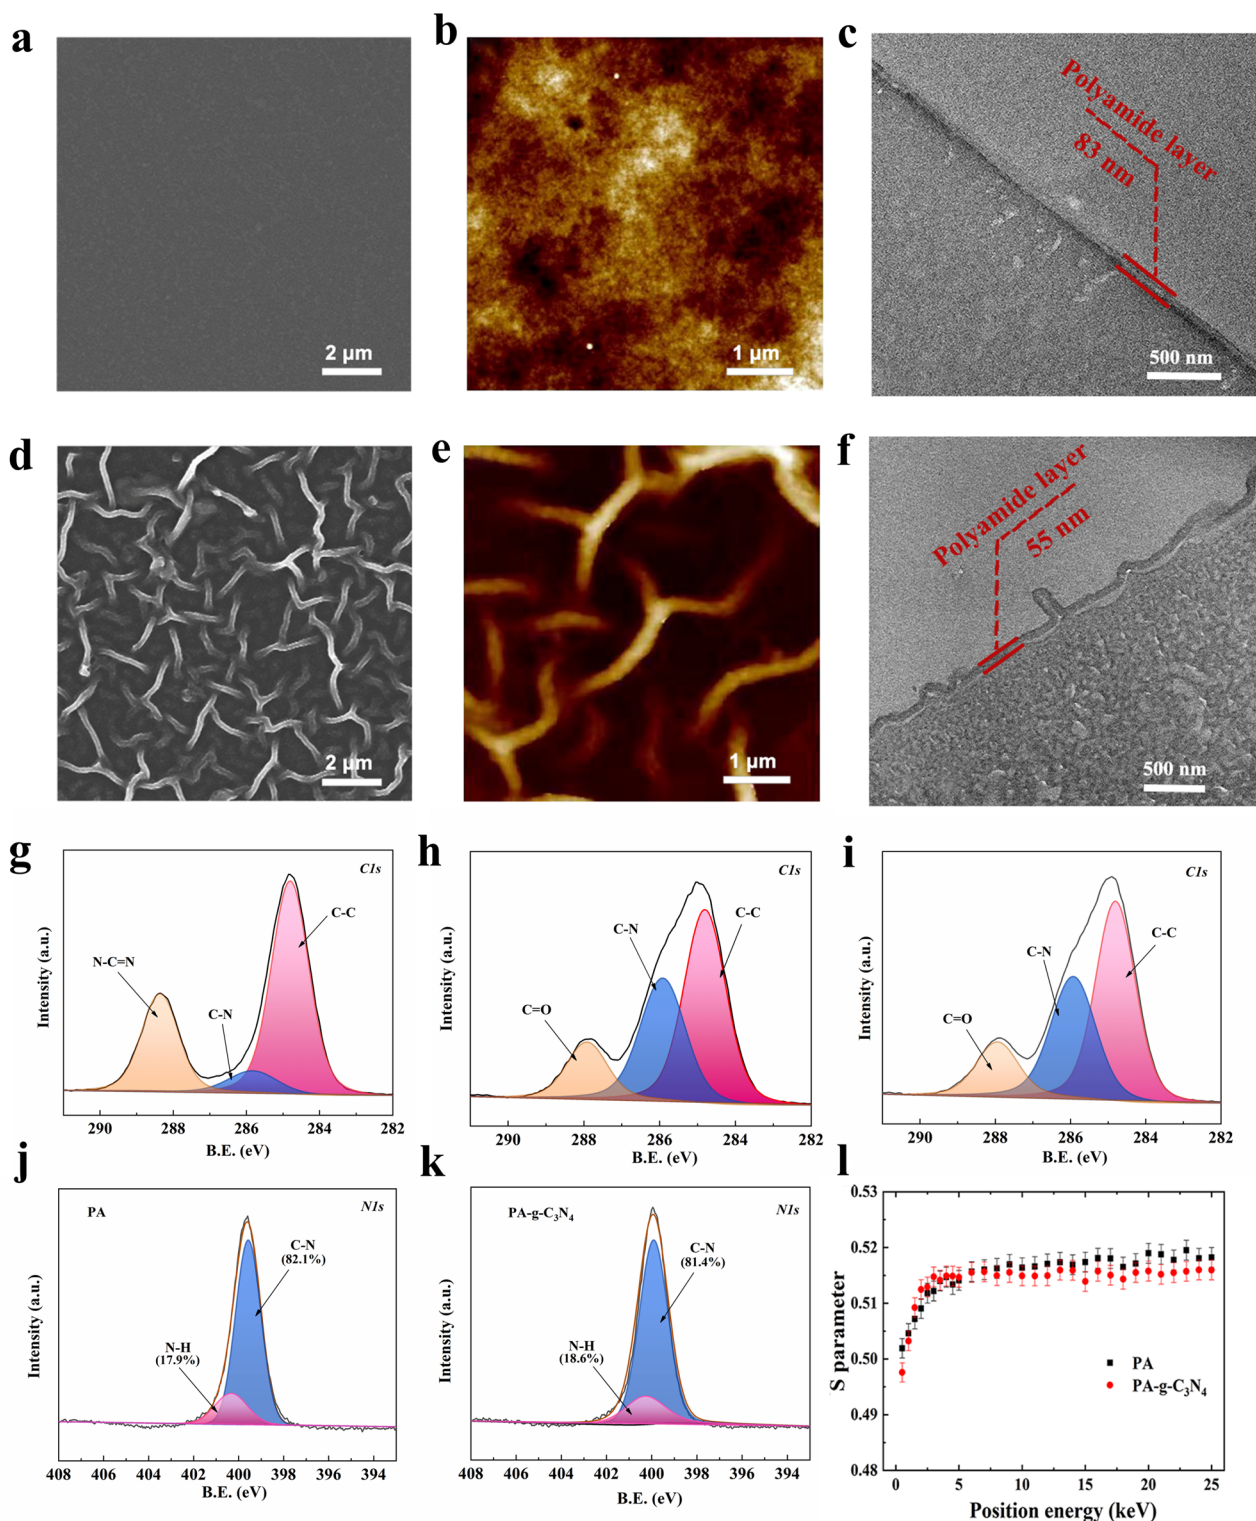 a
2 μm
b
1 μm
c
Polyamide layer
83 nm
500 nm
d
2 μm
e
1 μm
f
Polyamide layer
55 nm
500 nm
g
C1s
C-C
N-C=N
C-N
Intensity (a.u.)
290 288 286 284 282
B.E. (eV)
h
C1s
C-C
C-N
C=O
Intensity (a.u.)
290 288 286 284 282
B.E. (eV)
i
C1s
C-C
C-N
C=O
Intensity (a.u.)
290 288 286 284 282
B.E. (eV)
j
PA
N1s
C-N
(82.1%)
N-H
(17.9%)
Intensity (a.u.)
408 406 404 402 400 398 396 394
B.E. (eV)
k
PA-g-C₃N₄
N1s
C-N
(81.4%)
N-H
(18.6%)
Intensity (a.u.)
408 406 404 402 400 398 396 394
B.E. (eV)
l
0.53
0.52
0.51
0.50
0.49
0.48
S parameter
PA
PA-g-C₃N₄
0 5 10 15 20 25
Position energy (keV)